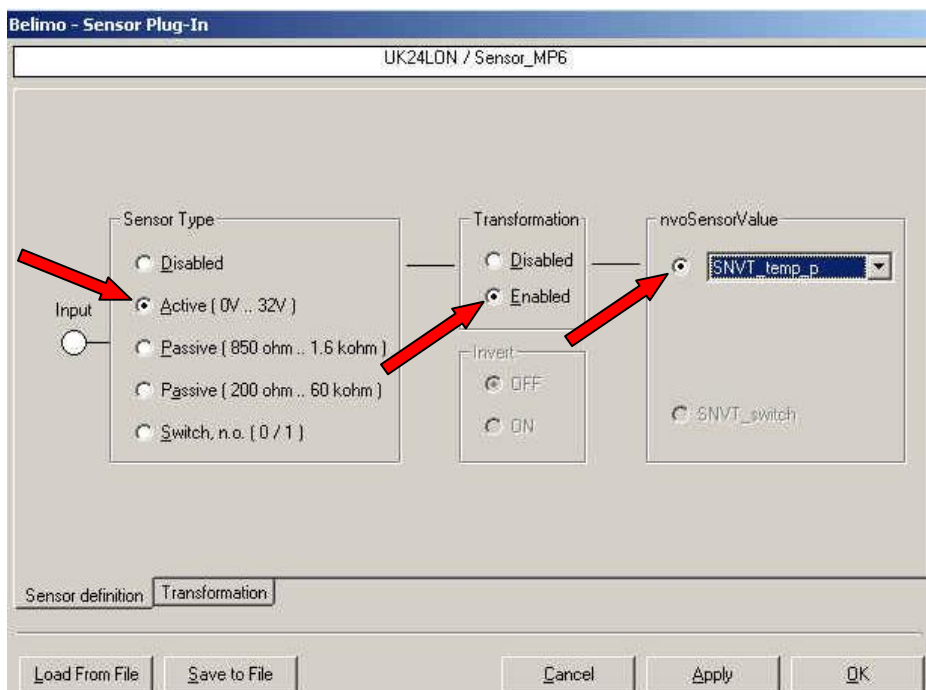 Belimo - Sensor Plug-In
UK24LON / Sensor_MP6
Sensor Type
Disabled
Active ( 0V .. 32V )
Passive ( 850 ohm .. 1.6 kohm )
Passive ( 200 ohm .. 60 kohm )
Switch, n.o. ( 0 / 1 )
Input
Transformation
Disabled
Enabled
Invert
OFF
ON
nvoSensorValue
SNVT_temp_p
SNVT_switch
Sensor definition
Transformation
Load From File
Save to File
Cancel
Apply
OK